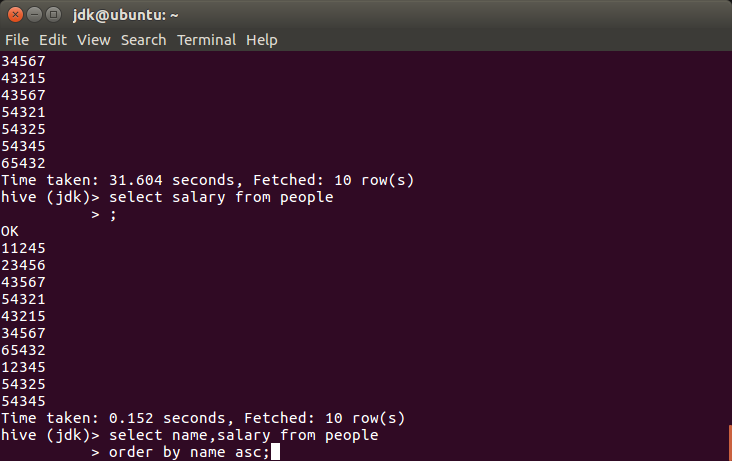 jdk@ubuntu: ~
File Edit View Search Terminal Help
34567
43215
43567
54321
54325
54345
65432
Time taken: 31.604 seconds, Fetched: 10 row(s)
hive (jdk)> select salary from people
          > ;
OK
11245
23456
43567
54321
43215
34567
65432
12345
54325
54345
Time taken: 0.152 seconds, Fetched: 10 row(s)
hive (jdk)> select name,salary from people
          > order by name asc;